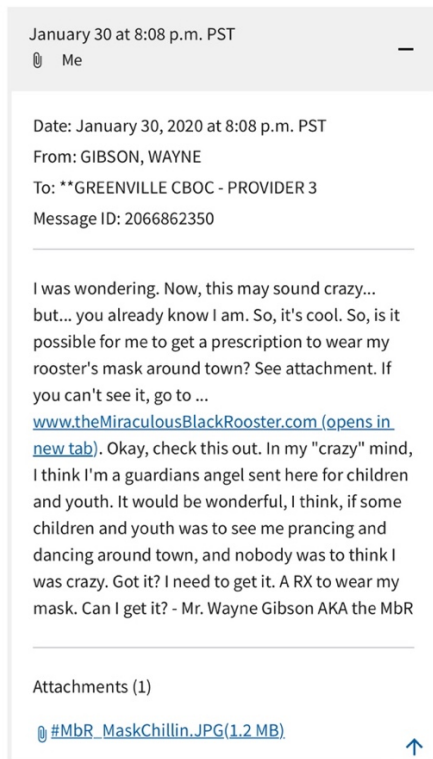 January 30 at 8:08 p.m. PST
Me
Date: January 30, 2020 at 8:08 p.m. PST
From: GIBSON, WAYNE
To: **GREENVILLE CBOC - PROVIDER 3
Message ID: 2066862350
I was wondering. Now, this may sound crazy...
but... you already know I am. So, it's cool. So, is it
possible for me to get a prescription to wear my
rooster's mask around town? See attachment. If
you can't see it, go to ...
www.theMiraculousBlackRooster.com (opens in
new tab). Okay, check this out. In my "crazy" mind,
I think I'm a guardians angel sent here for children
and youth. It would be wonderful, I think, if some
children and youth was to see me prancing and
dancing around town, and nobody was to think I
was crazy. Got it? I need to get it. A RX to wear my
mask. Can I get it? - Mr. Wayne Gibson AKA the MbR
Attachments (1)
#MbR_MaskChillin.JPG(1.2 MB)